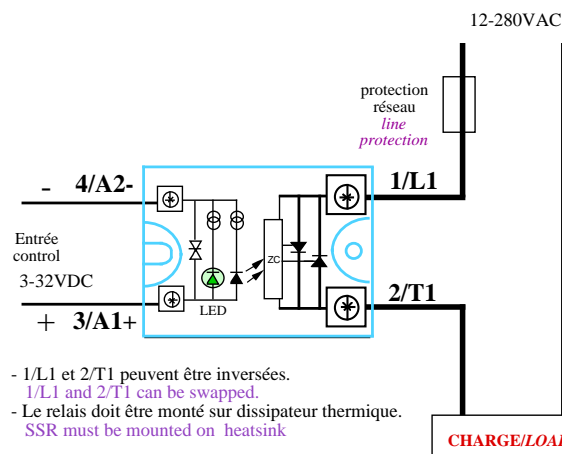 12-280VAC
protection
réseau
line
protection
- 4/A2-
1/L1
Entrée
control
3-32VDC
ZC
+ 3/A1+
LED
2/T1
- 1/L1 et 2/T1 peuvent être inversées.
1/L1 and 2/T1 can be swapped.
- Le relais doit être monté sur dissipateur thermique.
SSR must be mounted on heatsink
CHARGE/LOAD